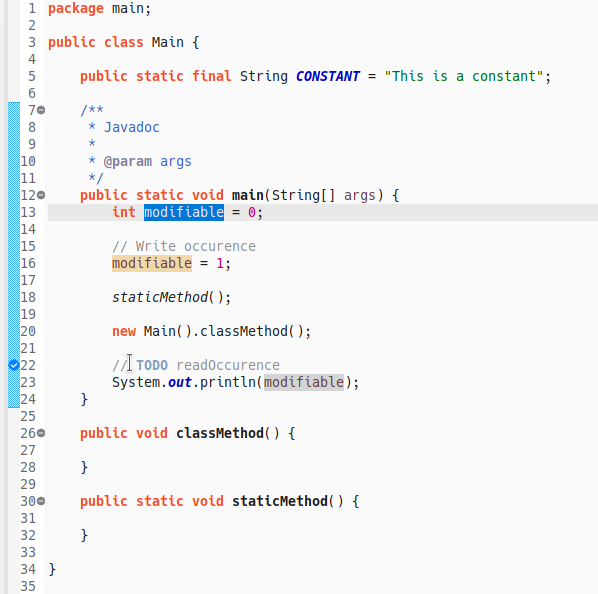 1 package main;
2
3 public class Main {
4
5     public static final String CONSTANT = "This is a constant";
6
7     /**
8      * Javadoc
9      *
10      * @param args
11      */
12     public static void main(String[] args) {
13         int modifiable = 0;
14
15         // Write occurence
16         modifiable = 1;
17
18         staticMethod();
19
20         new Main().classMethod();
21
22         // TODO readOccurence
23         System.out.println(modifiable);
24     }
25
26     public void classMethod() {
27
28     }
29
30     public static void staticMethod() {
31
32     }
33
34 }
35